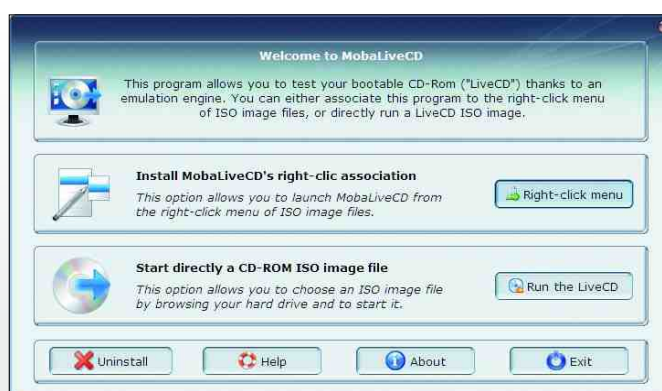 Welcome to MobaLiveCD
This program allows you to test your bootable CD-Rom ("LiveCD") thanks to an
emulation engine. You can either associate this program to the right-click menu
of ISO image files, or directly run a LiveCD ISO image.
Install MobaLiveCD's right-clic association
This option allows you to launch MobaLiveCD from
the right-click menu of ISO image files.
Right-click menu
Start directly a CD-ROM ISO image file
This option allows you to choose an ISO image file
by browsing your hard drive and to start it.
Run the LiveCD
Uninstall
Help
About
Exit